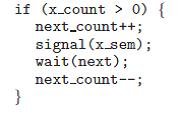 if (x_count > 0) {
next_count++;
signal(x_sem);
wait(next);
next_count--;
}